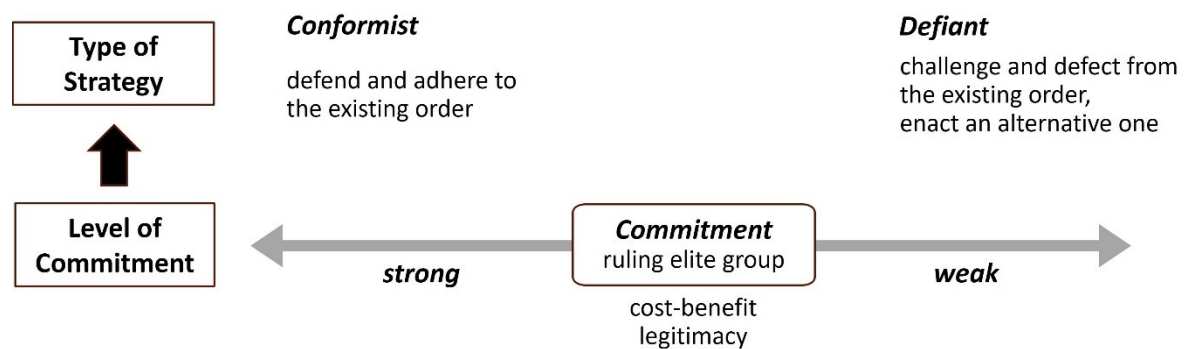 Type of
Strategy
Conformist
defend and adhere to
the existing order
Defiant
challenge and defect from
the existing order,
enact an alternative one
Level of
Commitment
strong
Commitment
ruling elite group
weak
cost-benefit
legitimacy